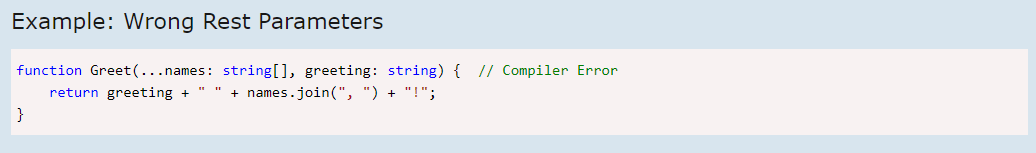 Example: Wrong Rest Parameters
function Greet(...names: string[], greeting: string) {  // Compiler Error
    return greeting + " " + names.join(", ") + "!";
}